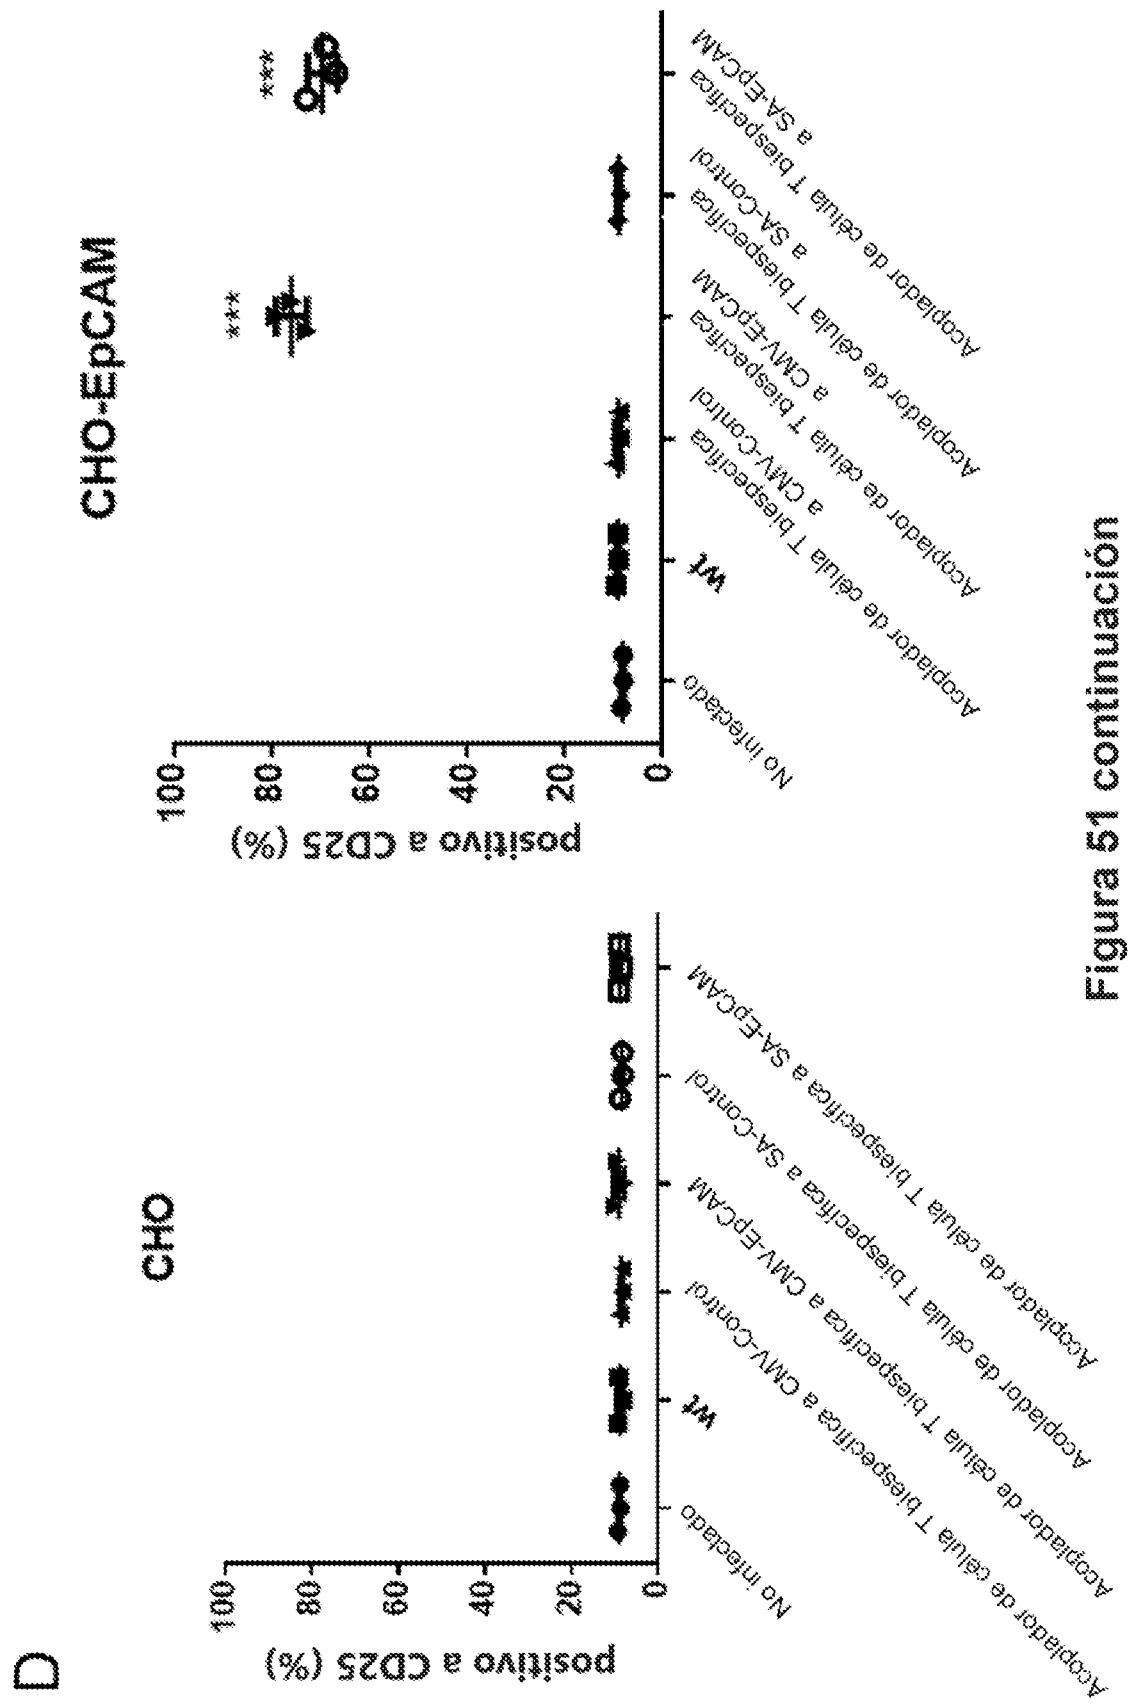 D
CHO
positivo a CD25 (%)
100
80
60
40
20
0
No infectado
wt
Acoplador de célula T biespecífica a CMV-Control
Acoplador de célula T biespecífica a CMV-EpCAM
Acoplador de célula T biespecífica a SA-Control
Acoplador de célula T biespecífica a SA-EpCAM
CHO-EpCAM
positivo a CD25 (%)
100
80
60
40
20
0
***
***
No infectado
wt
Acoplador de célula T biespecífica
a CMV-Control
Acoplador de célula T biespecífica
a CMV-EpCAM
Acoplador de célula T biespecífica
a SA-Control
Acoplador de célula T biespecífica
a SA-EpCAM
Figura 51 continuación